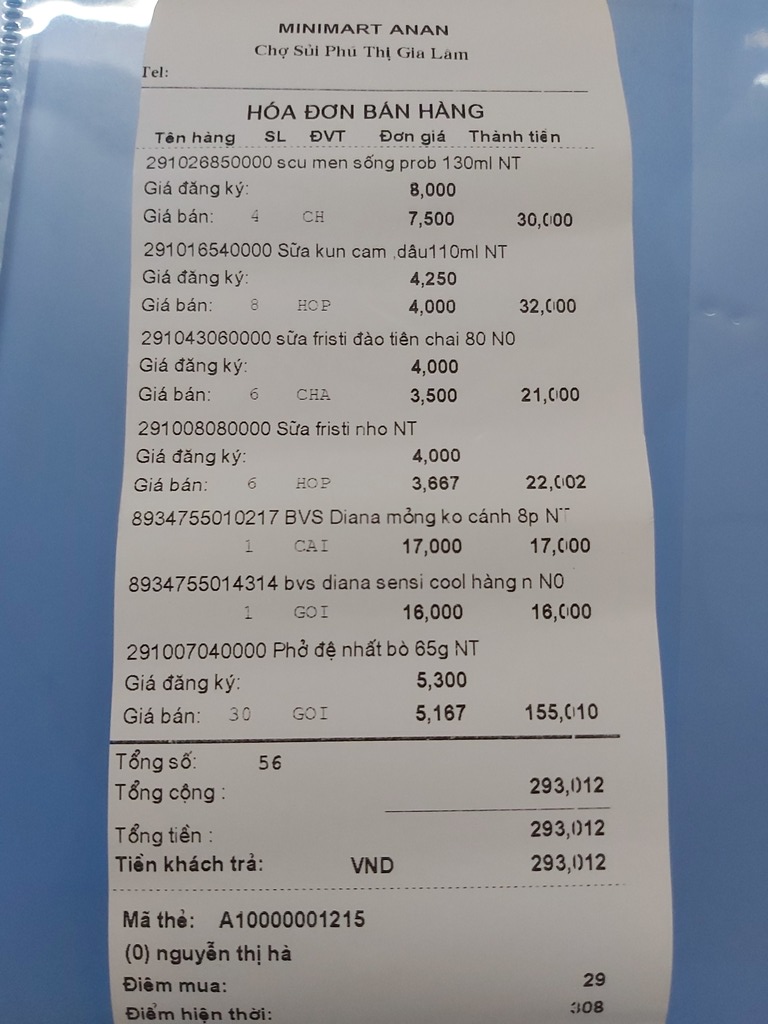 MINIMART ANAN
Chợ Sủi Phú Thị Gia Lâm
Tel:
HÓA ĐƠN BÁN HÀNG
Tên hàng SL ĐVT Đơn giá Thành tiền
291026850000 scu men sống prob 130ml NT
Giá đăng ký: 8,000
Giá bán: 4 CH 7,500 30,000
291016540000 Sữa kun cam ,dâu110ml NT
Giá đăng ký: 4,250
Giá bán: 8 HOP 4,000 32,000
291043060000 sữa fristi đào tiên chai 80 N0
Giá đăng ký: 4,000
Giá bán: 6 CHA 3,500 21,000
291008080000 Sữa fristi nho NT
Giá đăng ký: 4,000
Giá bán: 6 HOP 3,667 22,002
8934755010217 BVS Diana mỏng ko cánh 8p NT
1 CAI 17,000 17,000
8934755014314 bvs diana sensi cool hàng n N0
1 GOI 16,000 16,000
291007040000 Phở đệ nhất bò 65g NT
Giá đăng ký: 5,300
Giá bán: 30 GOI 5,167 155,010
Tổng số: 56
Tổng cộng : 293,012
Tổng tiền : 293,012
Tiền khách trả: VND 293,012
Mã thẻ: A10000001215
(0) nguyễn thị hà
Điểm mua: 29
Điểm hiện thời: 308